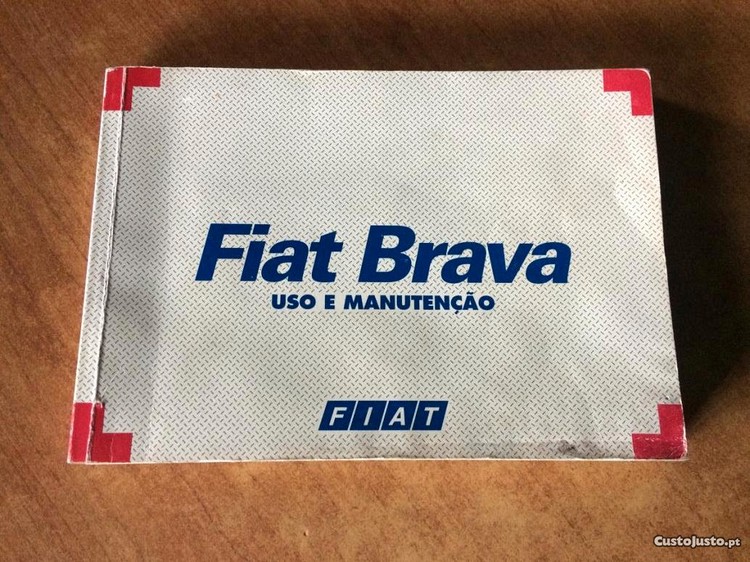 Fiat Brava
USO E MANUTENÇÃO
FIAT
CustoJusto.pt